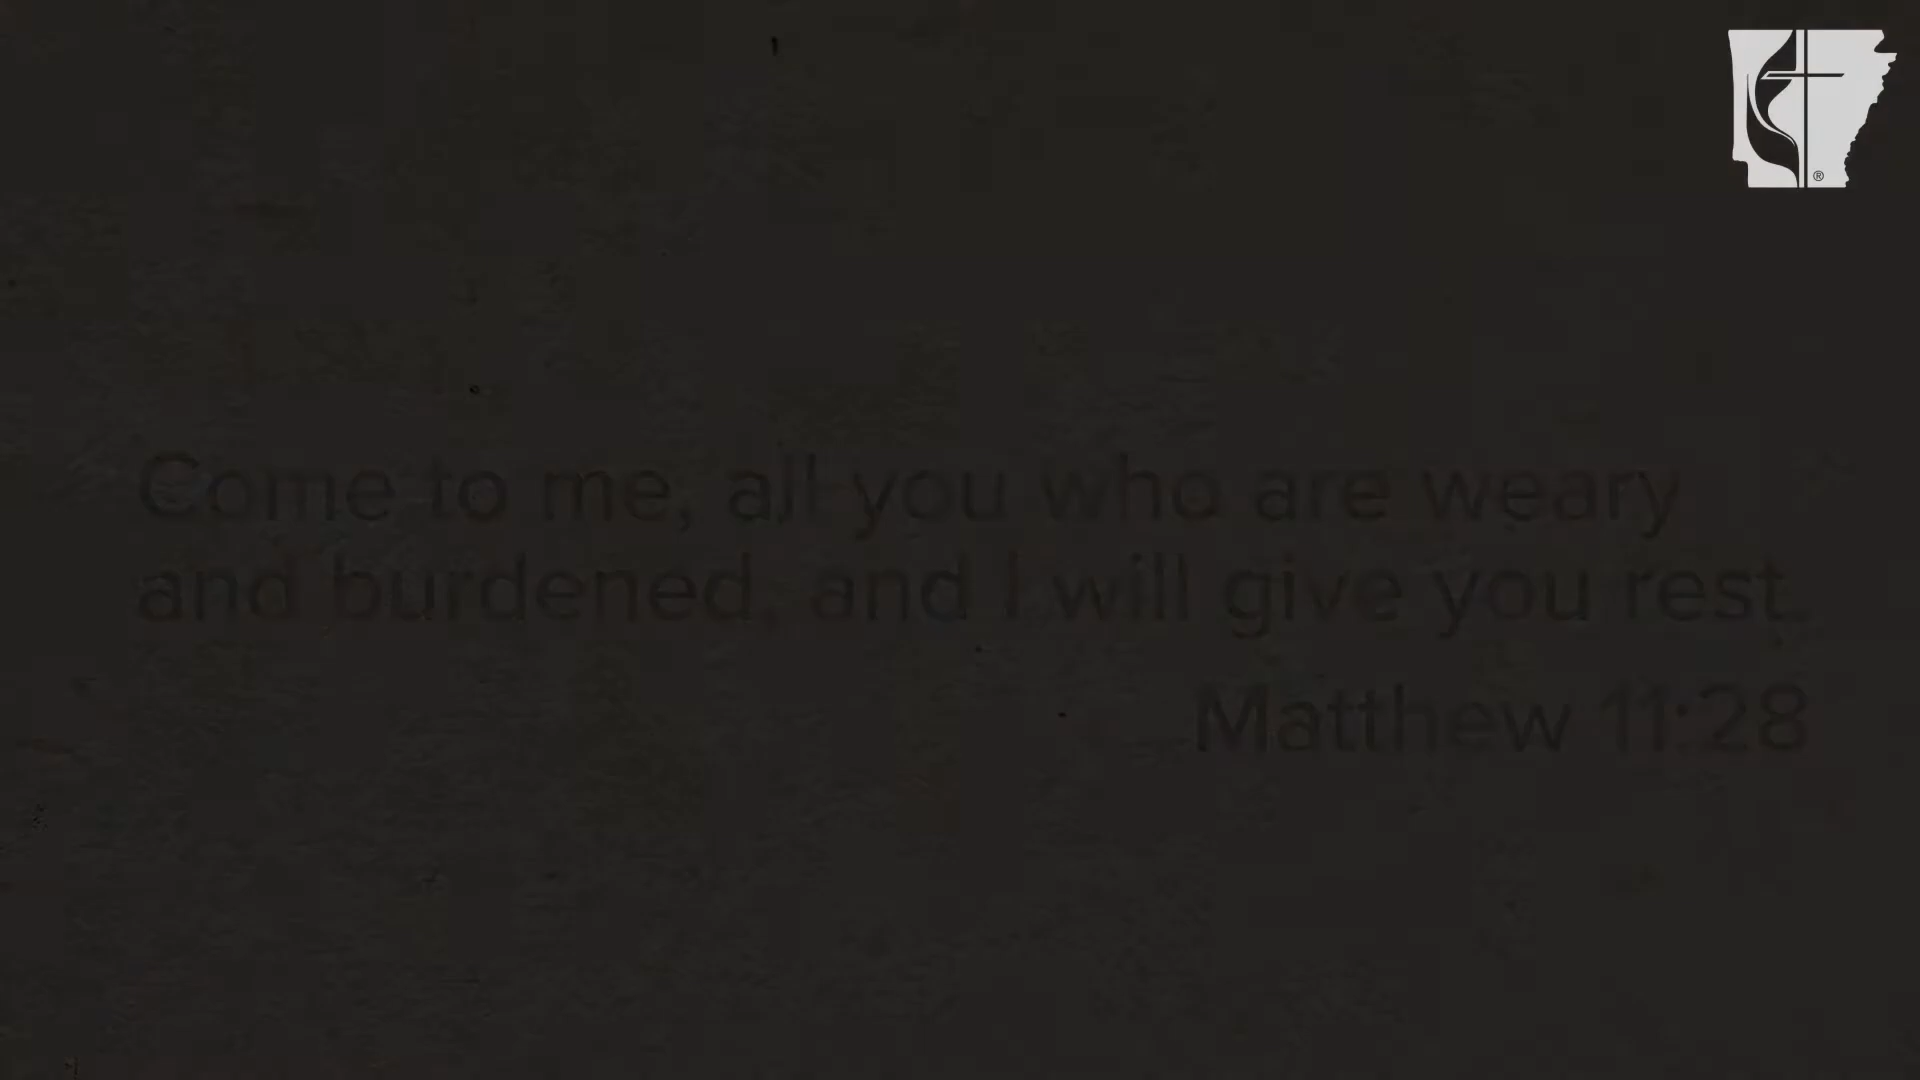 ®
Come to me, all you who are weary
and burdened, and I will give you rest.
Matthew 11:28